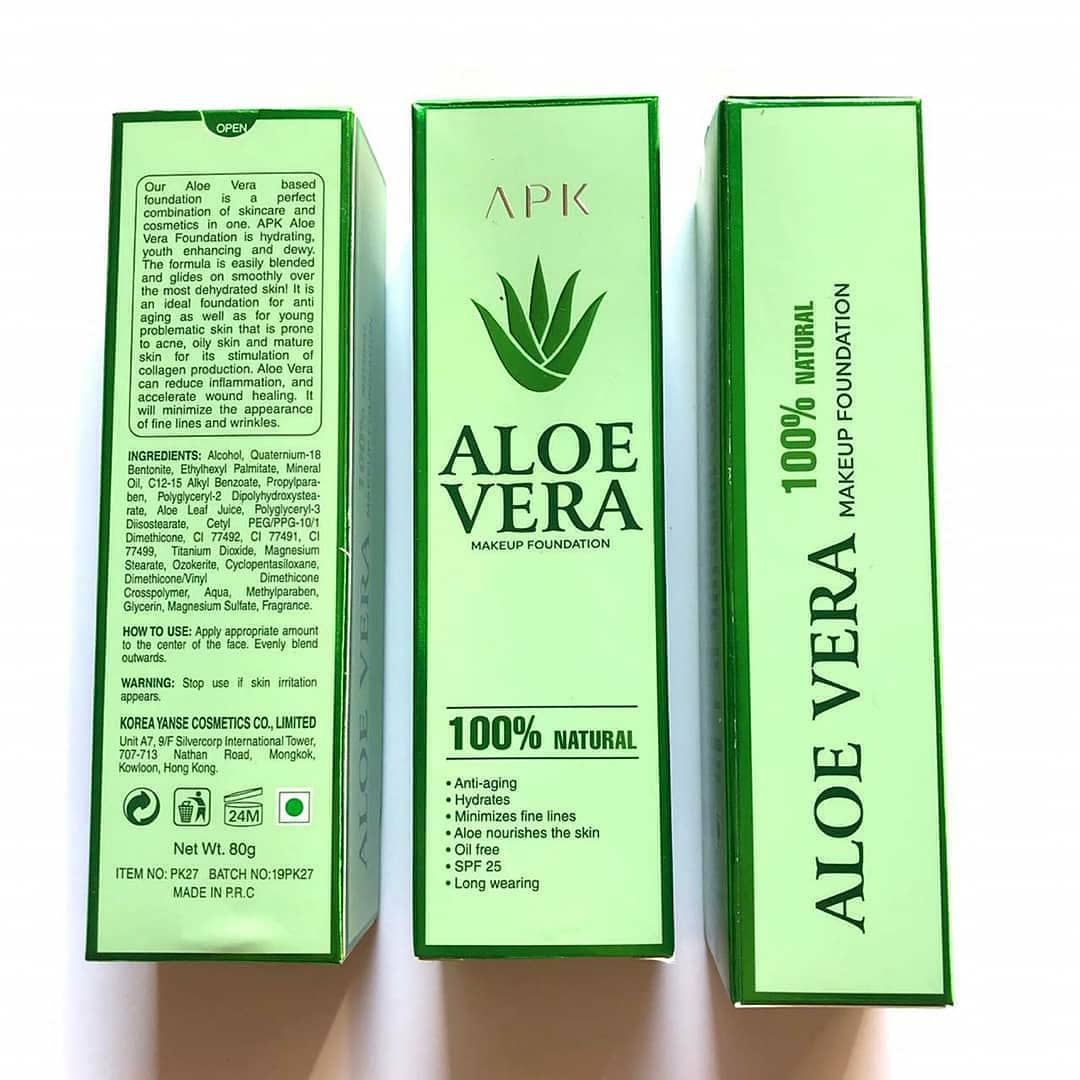 OPEN
Our Aloe Vera based
foundation is a perfect
combination of skincare and
cosmetics in one. APK Aloe
Vera Foundation is hydrating,
youth enhancing and dewy.
The formula is easily blended
and glides on smoothly over
the most dehydrated skin! It is
an ideal foundation for anti
aging as well as for young
problematic skin that is prone
to acne, oily skin and mature
skin for its stimulation of
collagen production. Aloe Vera
can reduce inflammation, and
accelerate wound healing. It
will minimize the appearance
of fine lines and wrinkles.
INGREDIENTS: Alcohol, Quaternium-18
Bentonite, Ethylhexyl Palmitate, Mineral
Oil, C12-15 Alkyl Benzoate, Propylpara-
ben, Polyglyceryl-2 Dipolyhydroxystea-
rate, Aloe Leaf Juice, Polyglyceryl-3
Diisostearate, Cetyl PEG/PPG-10/1
Dimethicone, CI 77492, CI 77491, CI
77499, Titanium Dioxide, Magnesium
Stearate, Ozokerite, Cyclopentasiloxane,
Dimethicone/Vinyl Dimethicone
Crosspolymer, Aqua, Methylparaben,
Glycerin, Magnesium Sulfate, Fragrance.
HOW TO USE: Apply appropriate amount
to the center of the face. Evenly blend
outwards.
WARNING: Stop use if skin irritation
appears.
KOREA YANSE COSMETICS CO., LIMITED
Unit A7, 9/F Silvercorp International Tower,
707-713 Nathan Road, Mongkok,
Kowloon, Hong Kong.
24M
Net Wt. 80g
ITEM NO: PK27 BATCH NO:19PK27
MADE IN P.R.C
ALOE VERA
APK
ALOE
VERA
MAKEUP FOUNDATION
100% NATURAL
• Anti-aging
• Hydrates
• Minimizes fine lines
• Aloe nourishes the skin
• Oil free
• SPF 25
• Long wearing
ALOE VERA
100% NATURAL
MAKEUP FOUNDATION